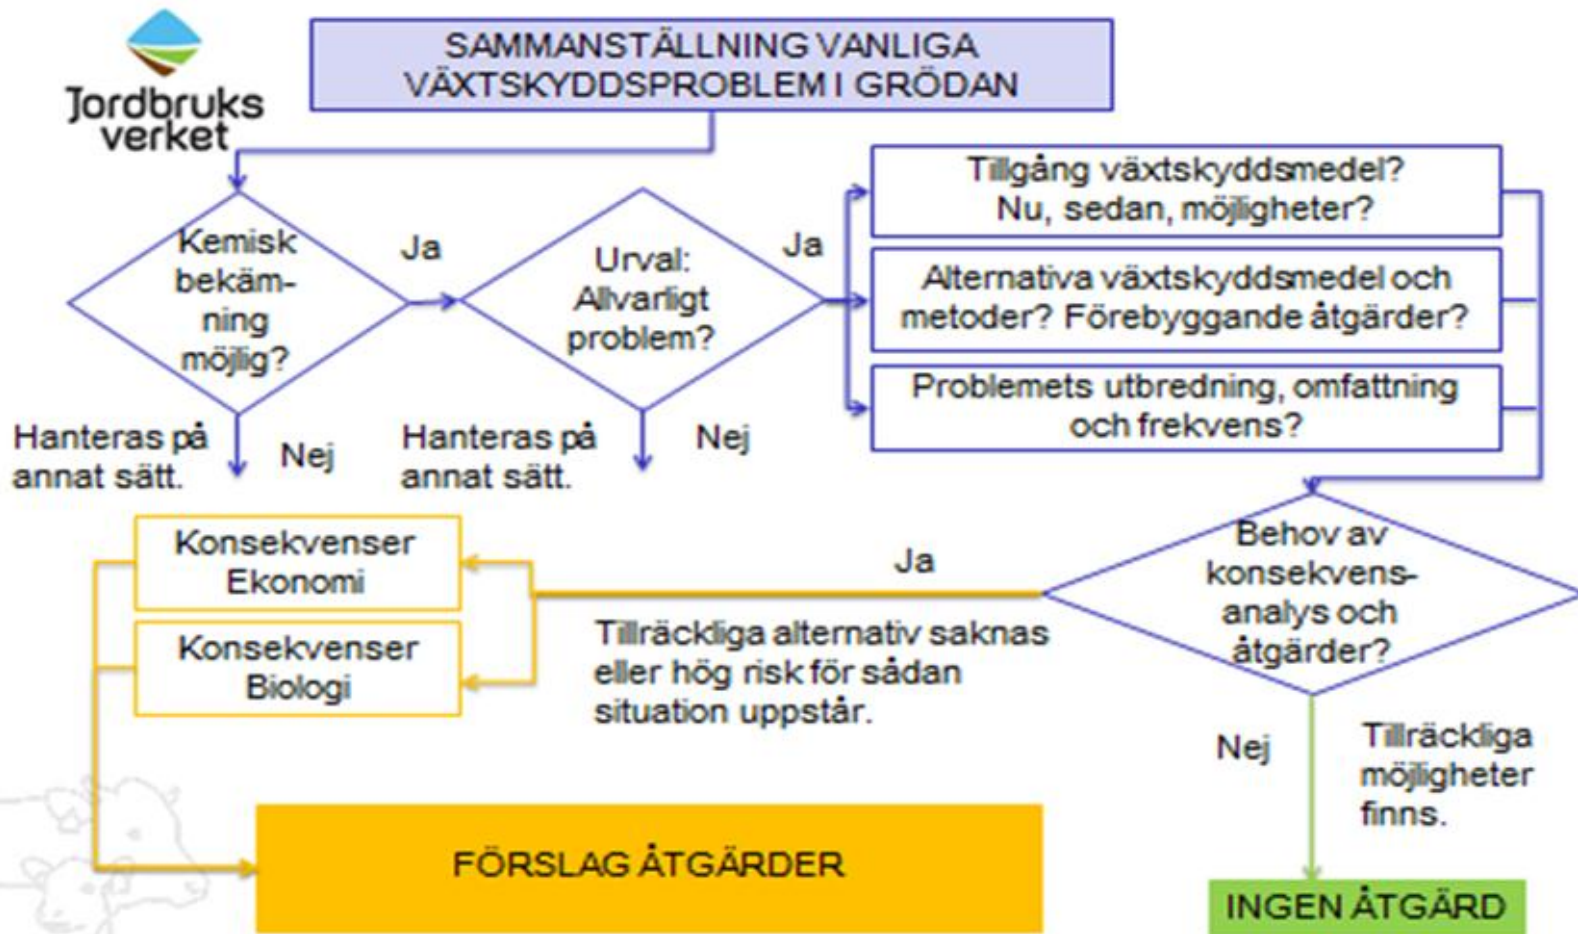 Jordbruks
verket
SAMMANSTÄLLNING VANLIGA
VÄXTSKYDDSPROBLEM I GRÖDAN
Kemisk
bekäm-
ning
möjlig?
Ja
Hanteras på
annat sätt.
Nej
Urval:
Allvarligt
problem?
Ja
Hanteras på
annat sätt.
Nej
Tillgång växtskyddsmedel?
Nu, sedan, möjligheter?
Alternativa växtskyddsmedel och
metoder? Förebyggande åtgärder?
Problemets utbredning, omfattning
och frekvens?
Behov av
konsekvens-
analys och
åtgärder?
Ja
Tillräckliga alternativ saknas
eller hög risk för sådan
situation uppstår.
Konsekvenser
Ekonomi
Konsekvenser
Biologi
FÖRSLAG ÅTGÄRDER
Nej
Tillräckliga
möjligheter
finns.
INGEN ÅTGÄRD